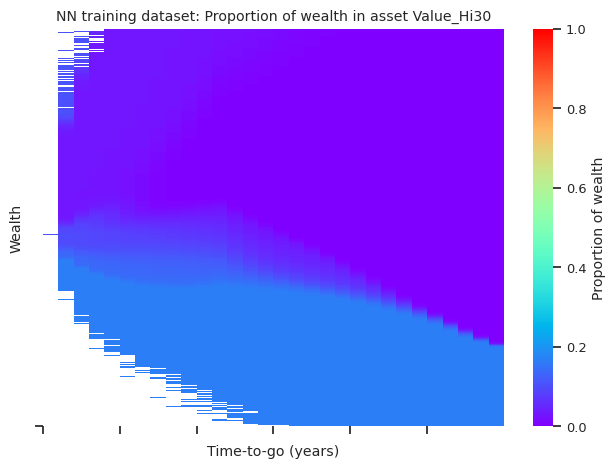 NN training dataset: Proportion of wealth in asset Value_Hi30
1.0
0.8
0.6
0.4
0.2
0.0
Proportion of wealth
Wealth
Time-to-go (years)